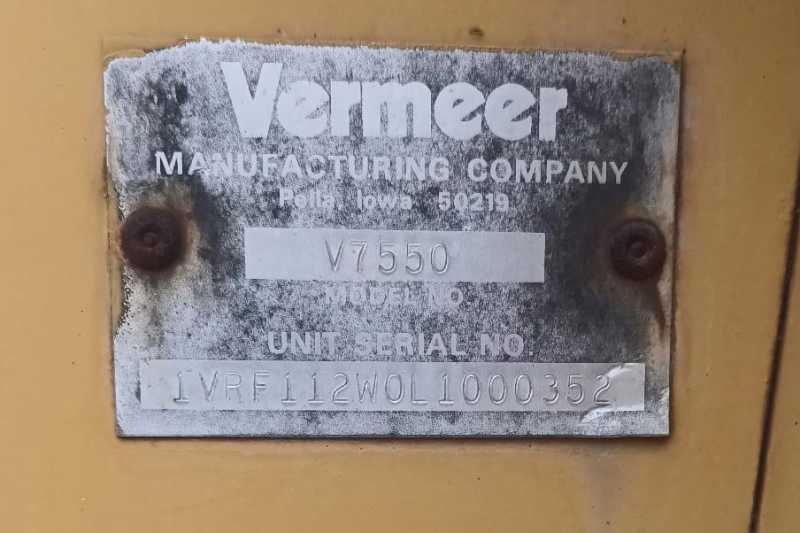 Vermeer
MANUFACTURING COMPANY
Pella, Iowa 50219
V7550
MODEL NO.
UNIT SERIAL NO.
1VRF112W0L1000352